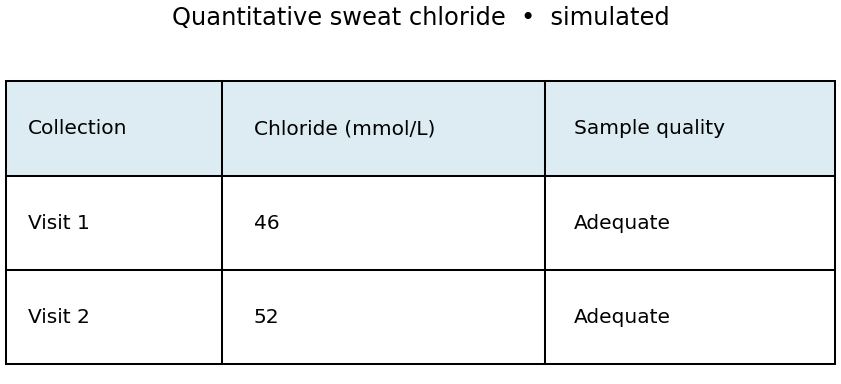 Quantitative sweat chloride • simulated
Collection Chloride (mmol/L) Sample quality
Visit 1 46 Adequate
Visit 2 52 Adequate